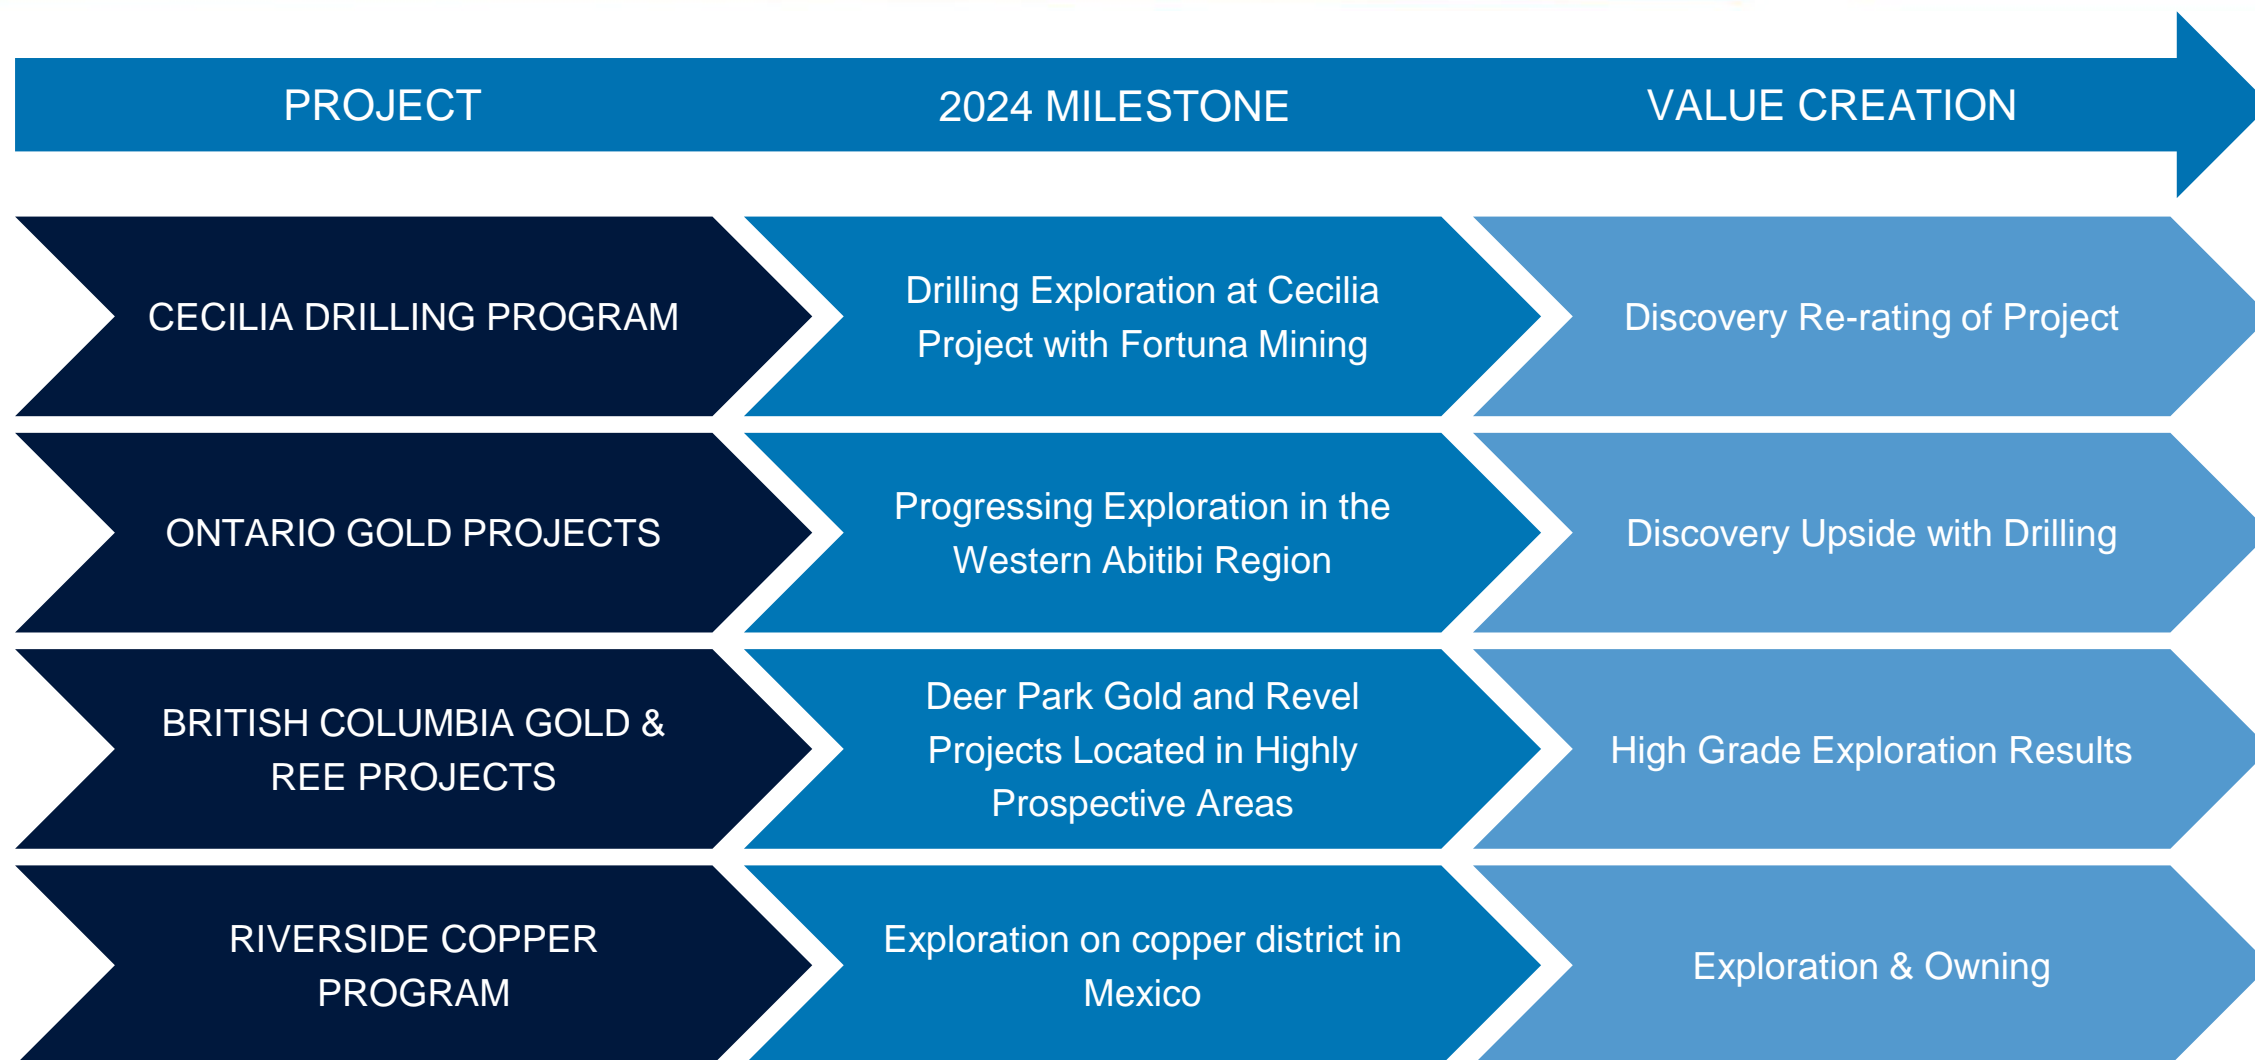 PROJECT
2024 MILESTONE
VALUE CREATION
CECILIA DRILLING PROGRAM
Drilling Exploration at Cecilia
Project with Fortuna Mining
Discovery Re-rating of Project
ONTARIO GOLD PROJECTS
Progressing Exploration in the
Western Abitibi Region
Discovery Upside with Drilling
BRITISH COLUMBIA GOLD &
REE PROJECTS
Deer Park Gold and Revel
Projects Located in Highly
Prospective Areas
High Grade Exploration Results
RIVERSIDE COPPER
PROGRAM
Exploration on copper district in
Mexico
Exploration & Owning